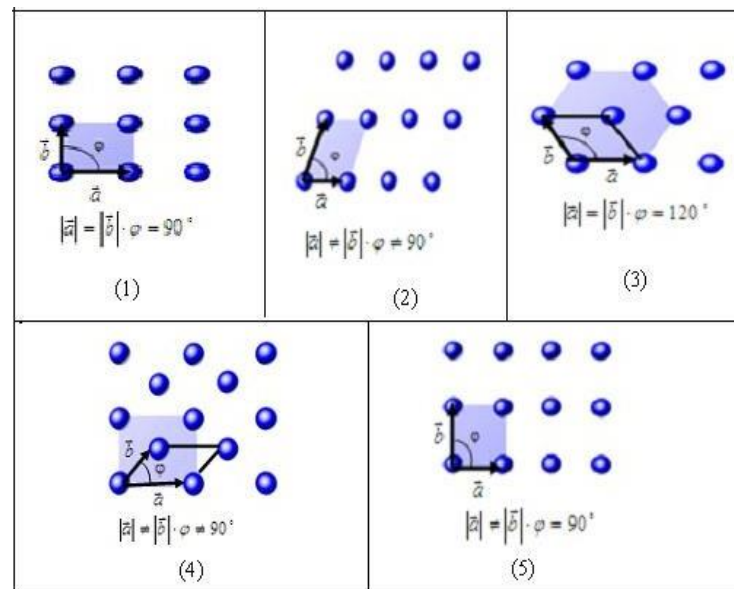 b⃗
φ
a⃗
|a⃗| = |b⃗| · φ = 90°
(1)
b⃗
φ
a⃗
|a⃗| ≠ |b⃗| · φ ≠ 90°
(2)
b⃗
φ
a⃗
|a⃗| = |b⃗| · φ = 120°
(3)
b⃗
φ
a⃗
|a⃗| ≠ |b⃗| · φ ≠ 90°
(4)
b⃗
φ
a⃗
|a⃗| ≠ |b⃗| · φ = 90°
(5)